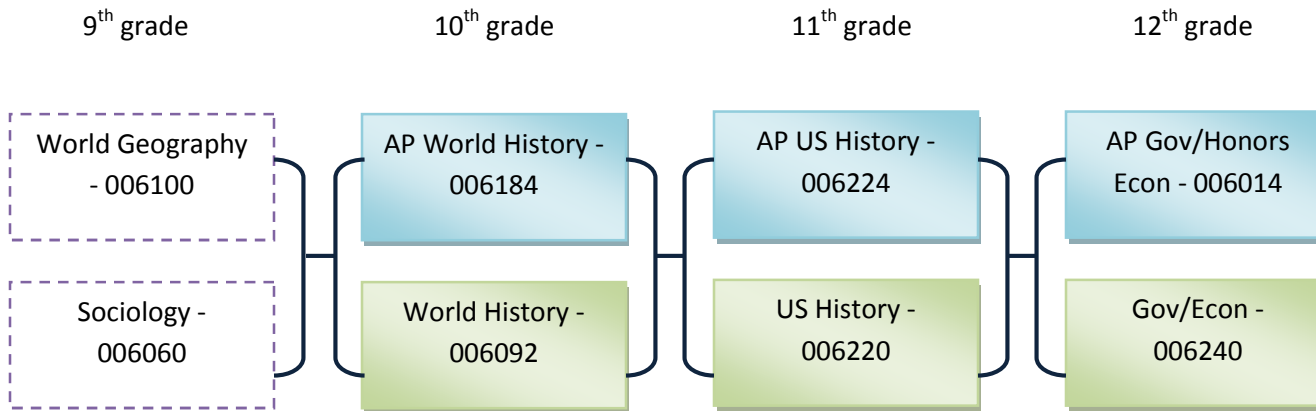 9th grade
10th grade
11th grade
12th grade
World Geography
- 006100
AP World History -
006184
AP US History -
006224
AP Gov/Honors
Econ - 006014
Sociology -
006060
World History -
006092
US History -
006220
Gov/Econ -
006240